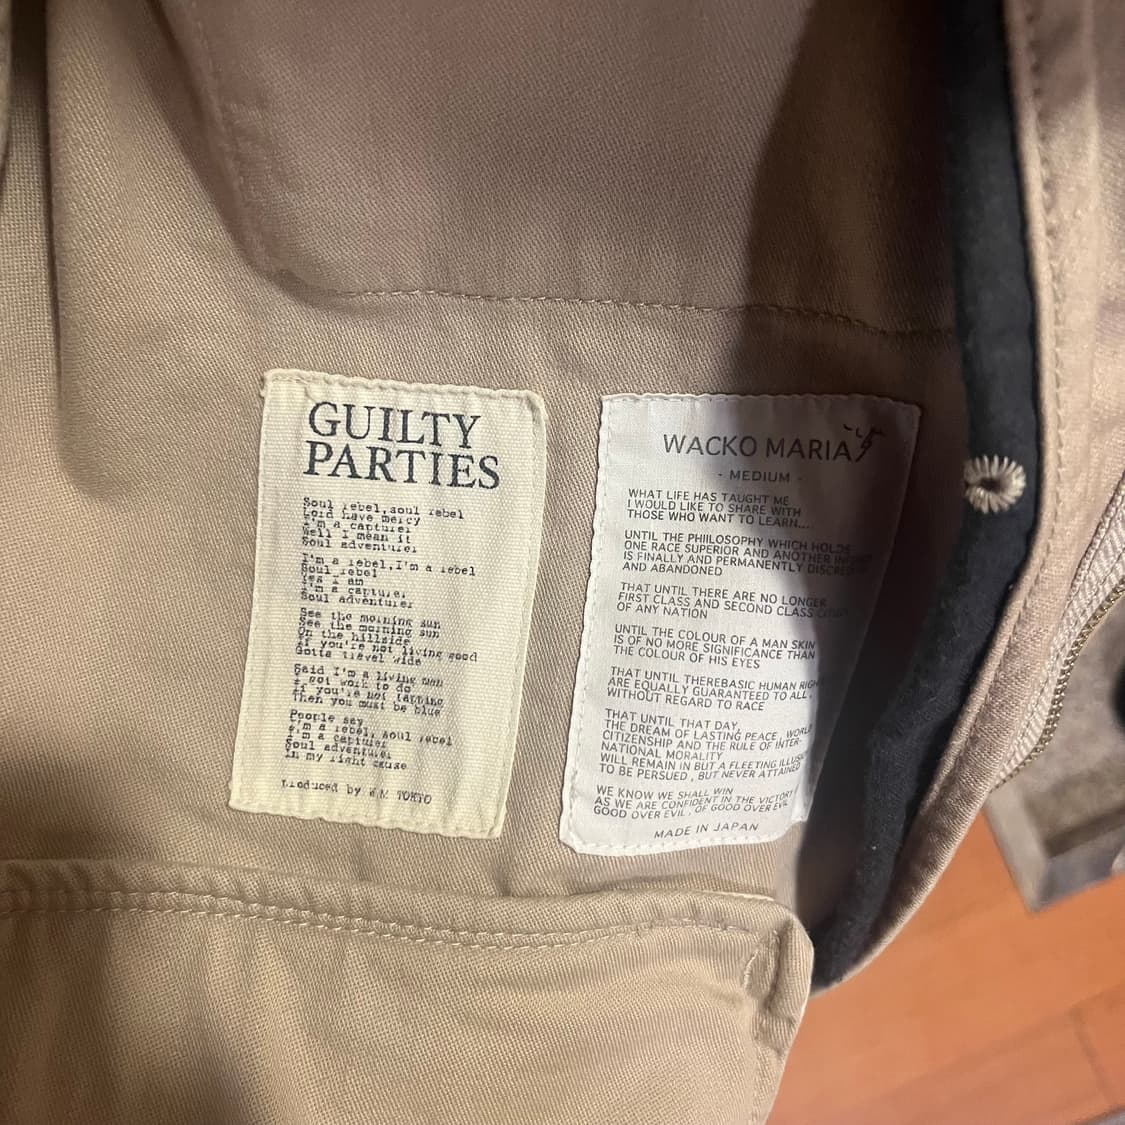 GUILTY
PARTIES
Soul rebel, soul rebel
Lord have mercy
I'm a capturer
Well I mean it
Soul adventurer
I'm a rebel, I'm a rebel
Soul rebel
Yes I am
I'm a capturer
Soul adventurer
See the morning sun
See the morning sun
On the hillside
If you're not living good
Gotta travel wide
Said I'm a living man
I got work to do
If you're not
Then you must be blue
People say
I'm a rebel, soul rebel
I'm a capturer
Soul adventurer
In my right cause
Produced by W.M TOKYO
WACKO MARIA
- MEDIUM -
WHAT LIFE HAS TAUGHT ME
I WOULD LIKE TO SHARE WITH
THOSE WHO WANT TO LEARN...
UNTIL THE PHIILOSOPHY WHICH HOLDS
ONE RACE SUPERIOR AND ANOTHER
IS FINALLY AND PERMANENTLY
AND ABANDONED
THAT UNTIL THERE ARE NO LONGER
FIRST CLASS AND SECOND CLASS
OF ANY NATION
UNTIL THE COLOUR OF A MAN SKIN
IS OF NO MORE SIGNIFICANCE THAN
THE COLOUR OF HIS EYES
THAT UNTIL THEREBASIC HUMAN
ARE EQUALLY GUARANTEED TO ALL,
WITHOUT REGARD TO RACE
THAT UNTIL THAT DAY,
THE DREAM OF LASTING PEACE, WORLD
CITIZENSHIP AND THE RULE OF INTER-
NATIONAL MORALITY
WILL REMAIN IN BUT A FLEETING
TO BE PERSUED, BUT NEVER ATTAINED
WE KNOW WE SHALL WIN
AS WE ARE CONFIDENT IN THE VICTORY
GOOD OVER EVIL, OF GOOD OVER EVIL
MADE IN JAPAN